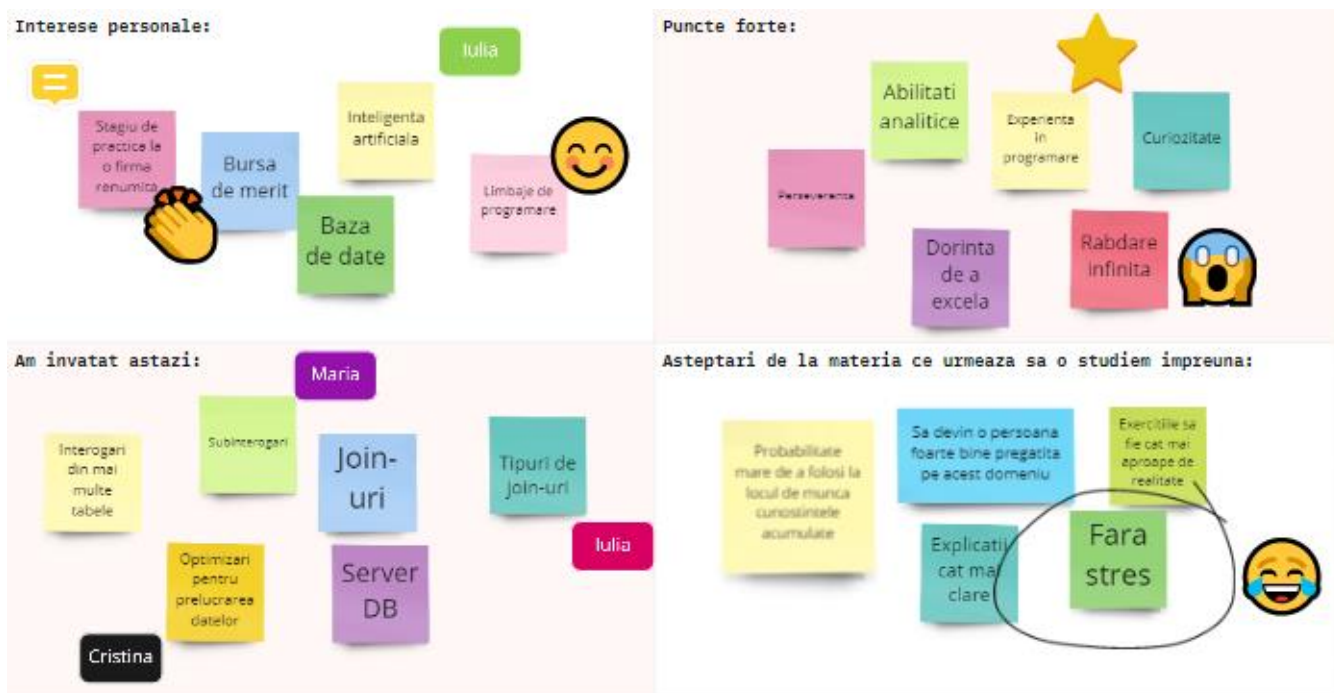 Interese personale:
Iulia
Stagiu de
practica la
o firma
renumita
Bursa
de merit
Inteligenta
artificiala
Baza
de date
Limbaje de
programare
Puncte forte:
Abilitati
analitice
Experienta
in
programare
Curiozitate
Perseverenta
Dorinta
de a
excela
Rabdare
infinita
Am invatat astazi:
Maria
Interogari
din mai
multe
tabele
Subinterogari
Join-
uri
Tipuri de
join-uri
Iulia
Optimizari
pentru
prelucrarea
datelor
Server
DB
Cristina
Asteptari de la materia ce urmeaza sa o studiem impreuna:
Probabilitate
mare de a folosi la
locul de munca
cunostintele
acumulate
Sa devin o persoana
foarte bine pregatita
pe acest domeniu
Exercitiile sa
fie cat mai
aproape de
realitate
Explicatii
cat mai
clare
Fara
stres